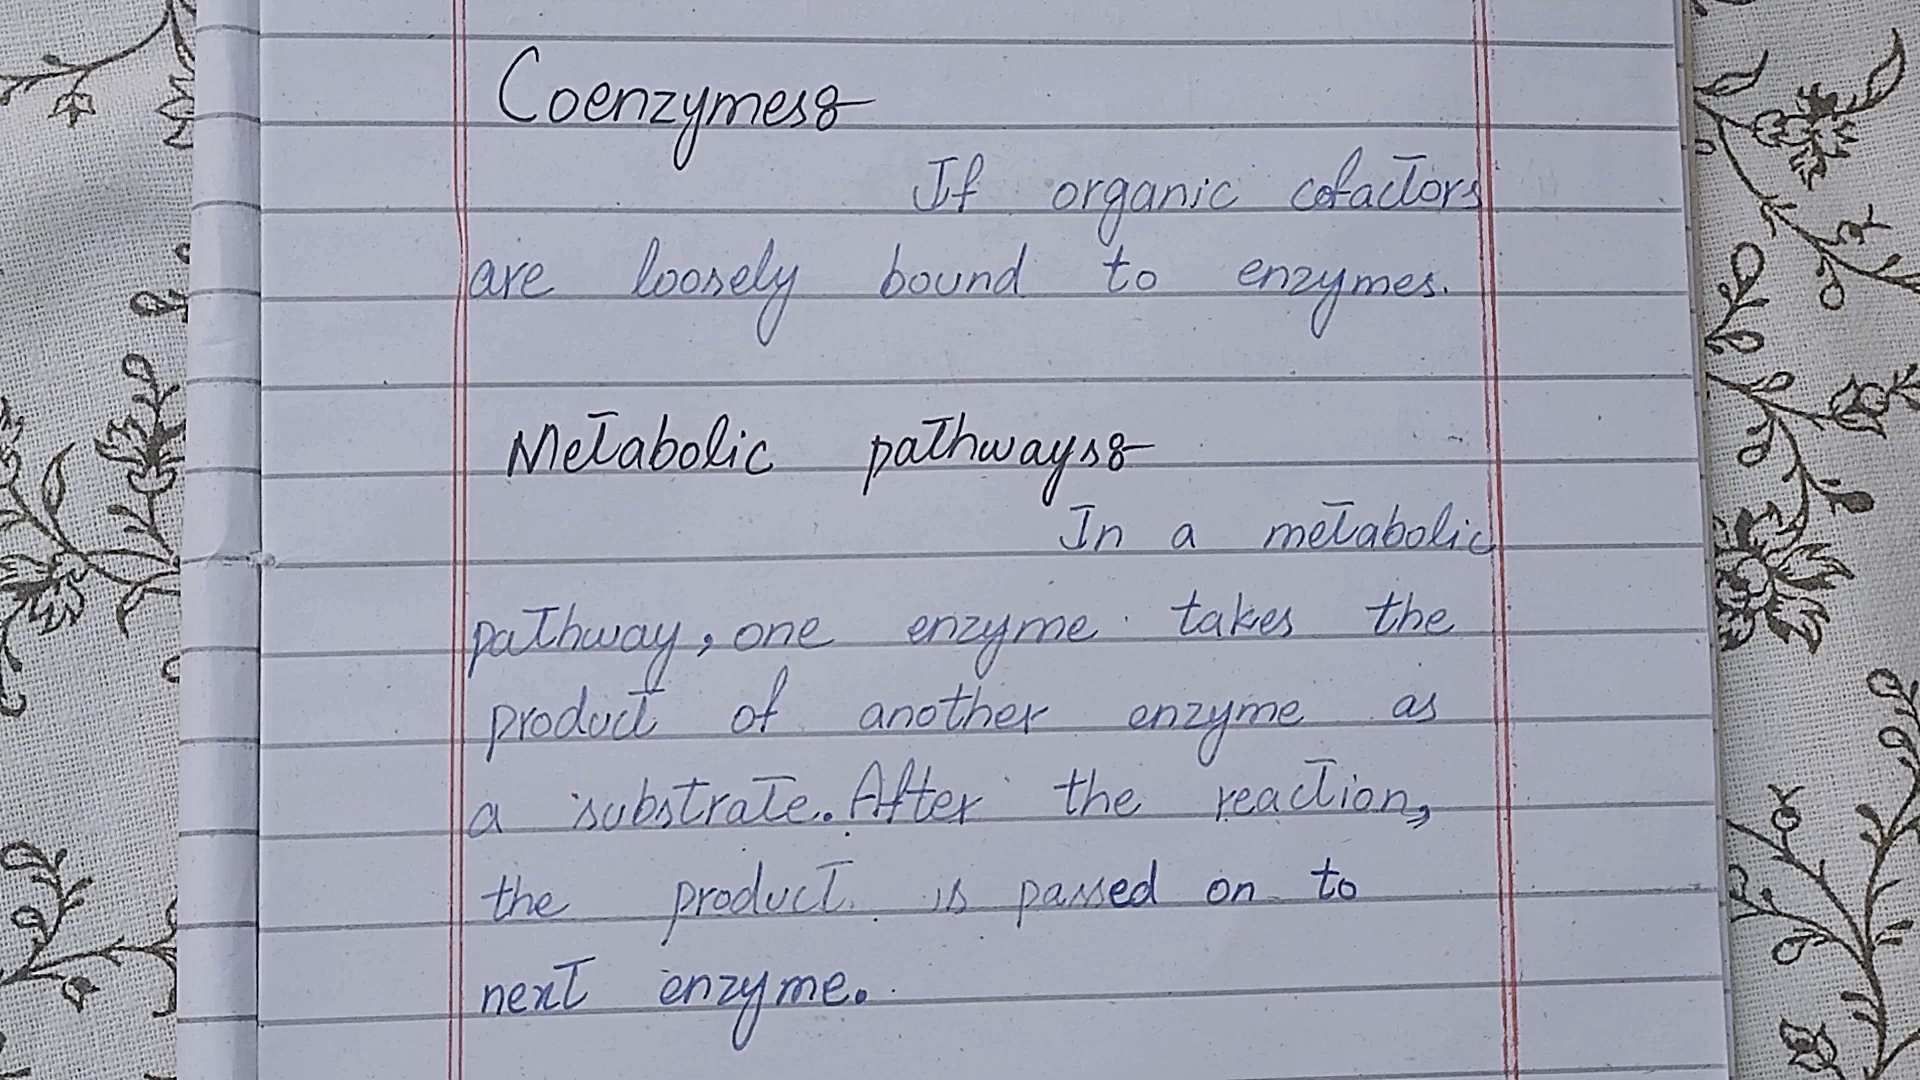 Coenzymes:-
If organic cofactors
are loosely bound to enzymes.
Metabolic pathways:-
In a metabolic
pathway, one enzyme takes the
product of another enzyme as
a substrate. After the reaction,
the product is passed on to
next enzyme.